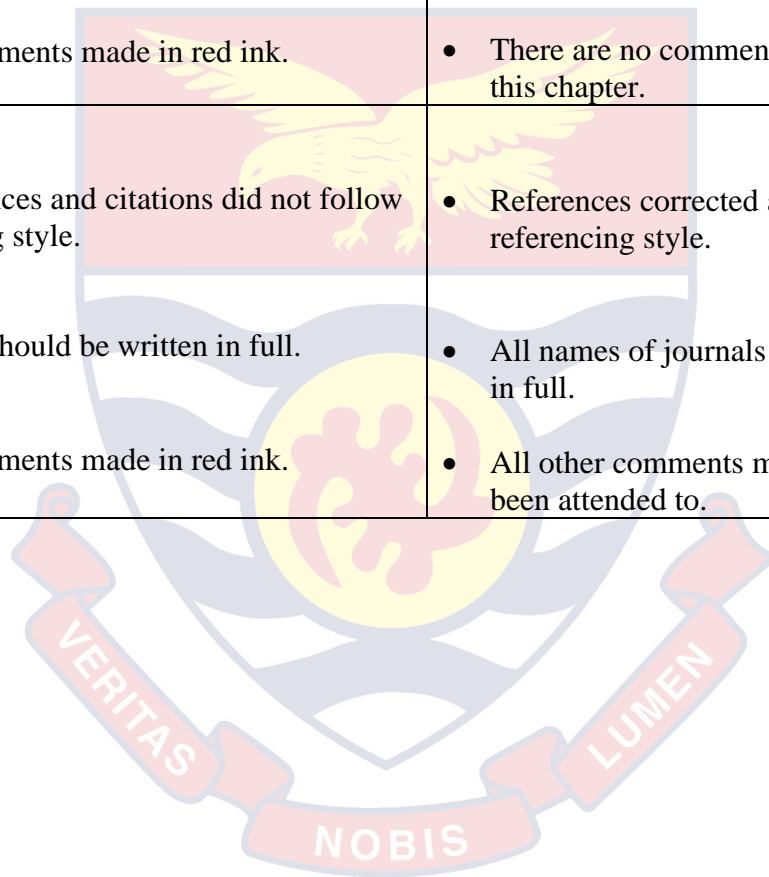 ments made in red ink.
• There are no commen
this chapter.
ces and citations did not follow
style.
• References corrected
referencing style.
hould be written in full.
• All names of journals
in full.
ments made in red ink.
• All other comments m
been attended to.
VERITAS
NOBIS
LUMEN